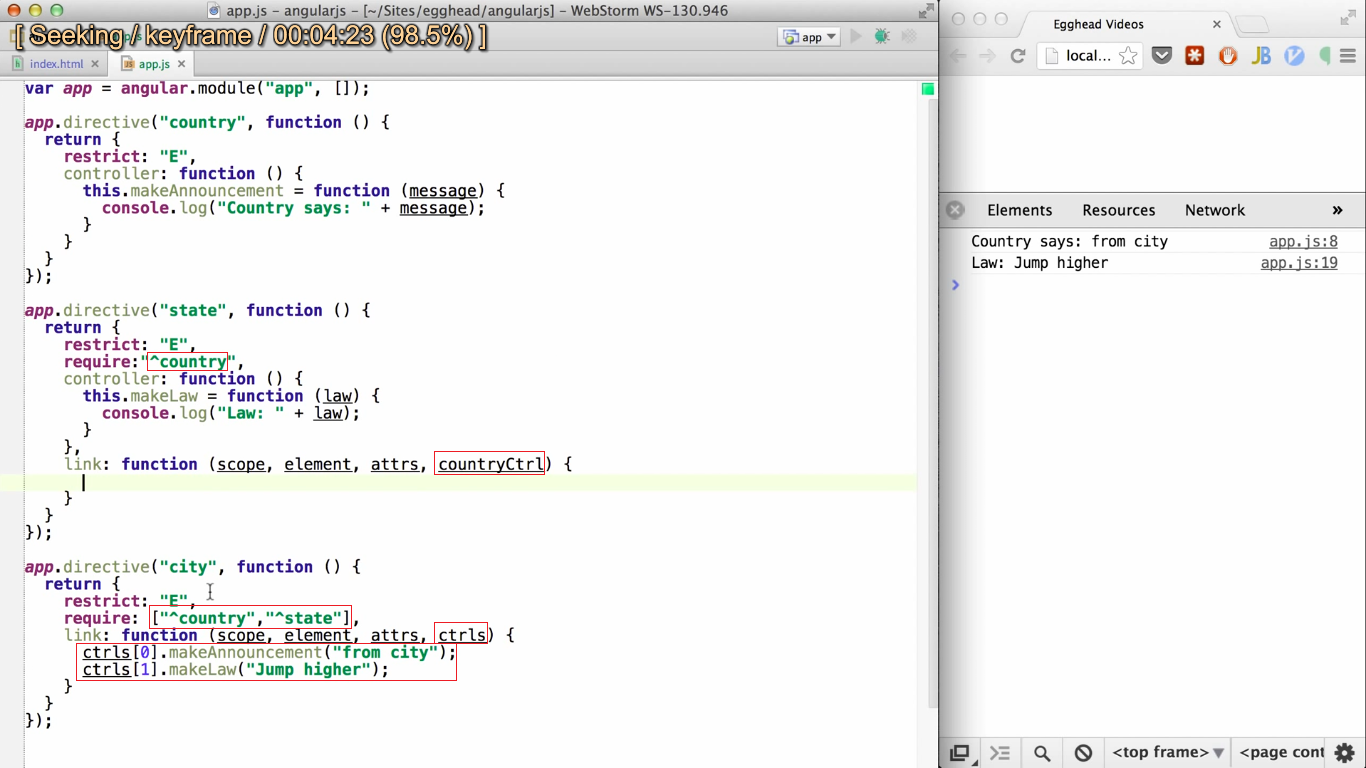 app.js - angularjs - [~/Sites/egghead/angularjs] - WebStorm WS-130.946
[ Seeking / keyframe / 00:04:23 (98.5%) ]
app
index.html
app.js
var app = angular.module("app", []);
app.directive("country", function () {
return {
restrict: "E",
controller: function () {
this.makeAnnouncement = function (message) {
console.log("Country says: " + message);
}
}
}
});
app.directive("state", function () {
return {
restrict: "E",
require:"^country",
controller: function () {
this.makeLaw = function (law) {
console.log("Law: " + law);
}
},
link: function (scope, element, attrs, countryCtrl) {
}
}
});
app.directive("city", function () {
return {
restrict: "E",
require: ["^country","^state"],
link: function (scope, element, attrs, ctrls) {
ctrls[0].makeAnnouncement("from city");
ctrls[1].makeLaw("Jump higher");
}
}
});
Egghead Videos
local...
JB
Elements Resources Network »
Country says: from city app.js:8
Law: Jump higher app.js:19
<top frame> <page cont